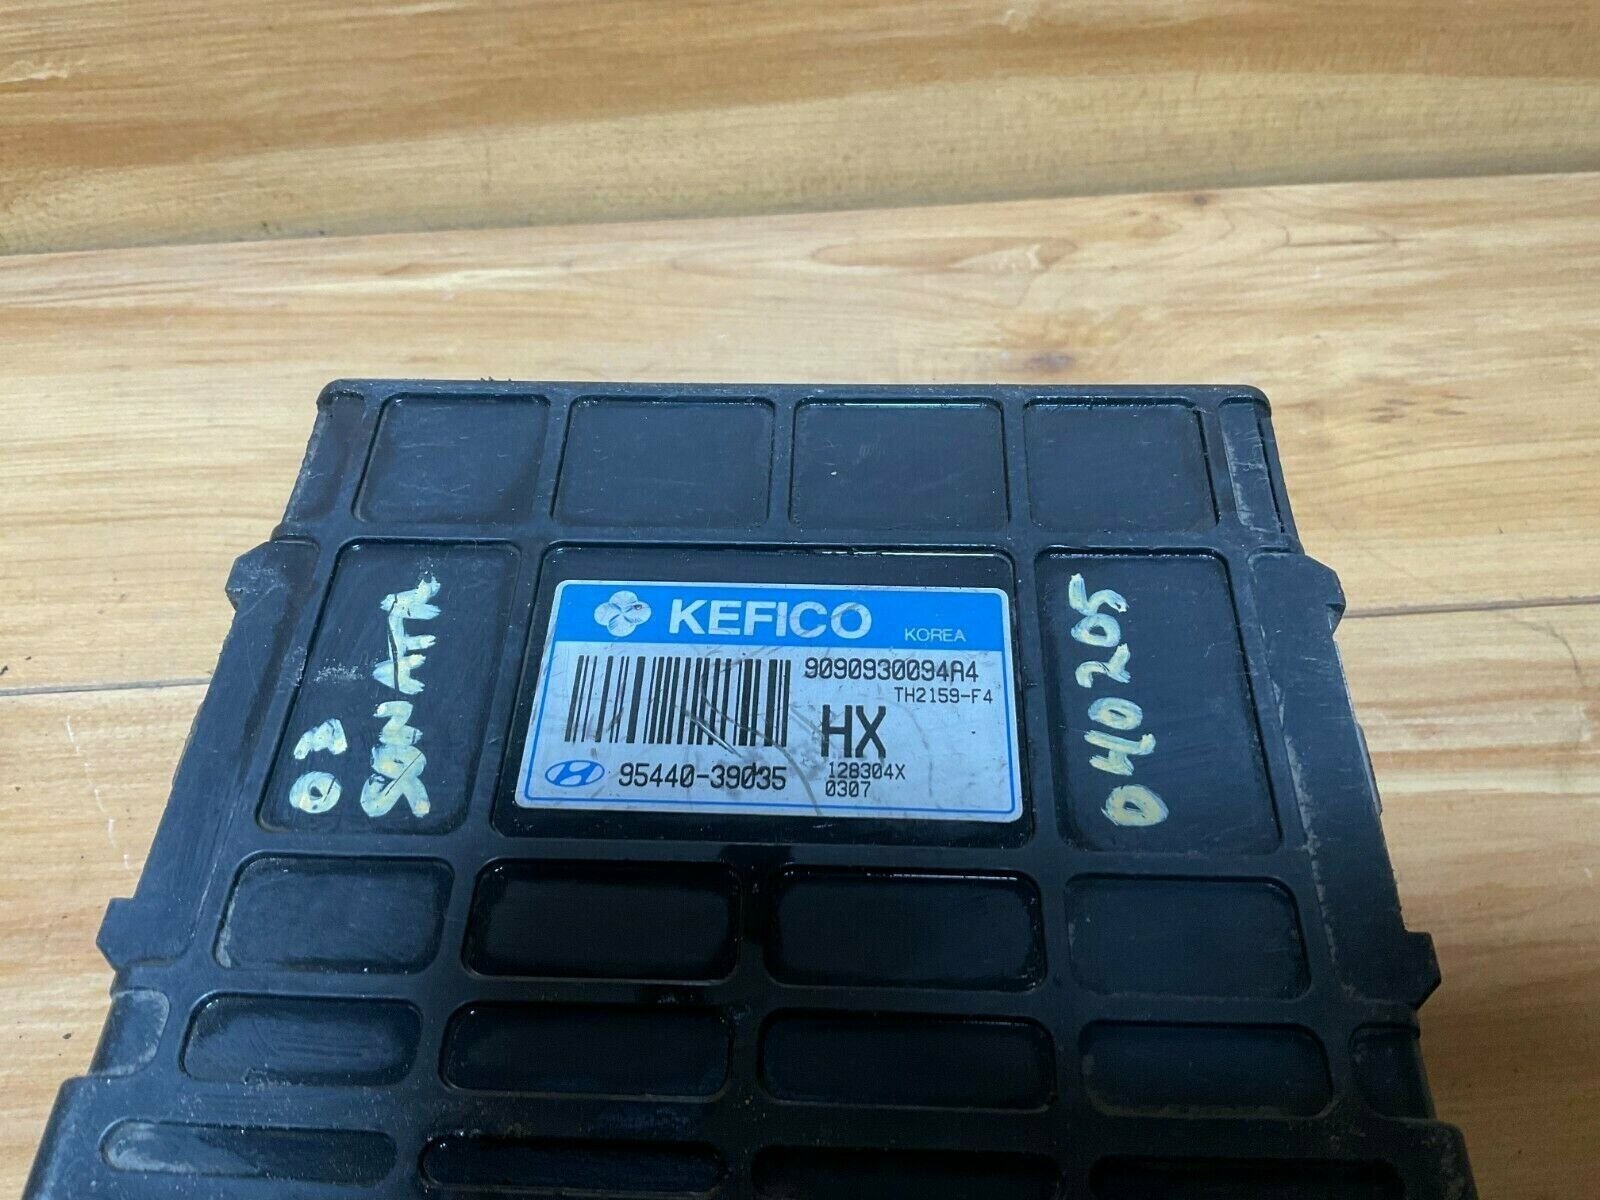 KEFICO
KOREA
9090930094A4
TH2159-F4
HX
95440-39035
128304X
0307
03
SONATA
040205